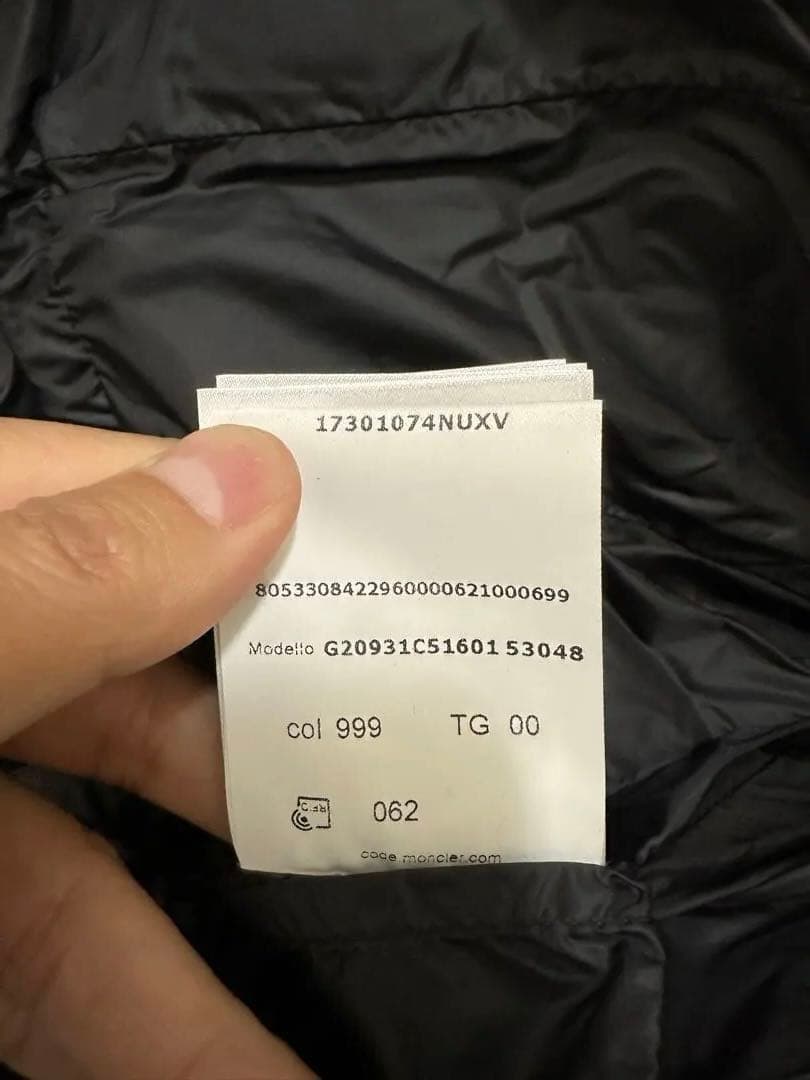 17301074NUXV
8053308422960000621000699
Modello G20931C51601 53048
col 999 TG 00
062
code.moncler.com